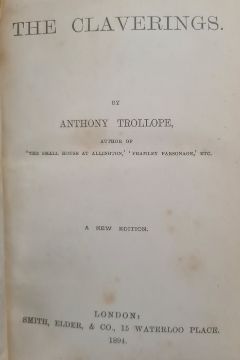 THE CLAVERINGS.
BY
ANTHONY TROLLOPE,
AUTHOR OF
"THE SMALL HOUSE AT ALLINGTON,' 'FRAMLEY PARSONAGE,' ETC.
A NEW EDITION.
LONDON:
SMITH, ELDER, & CO., 15 WATERLOO PLACE.
1894.